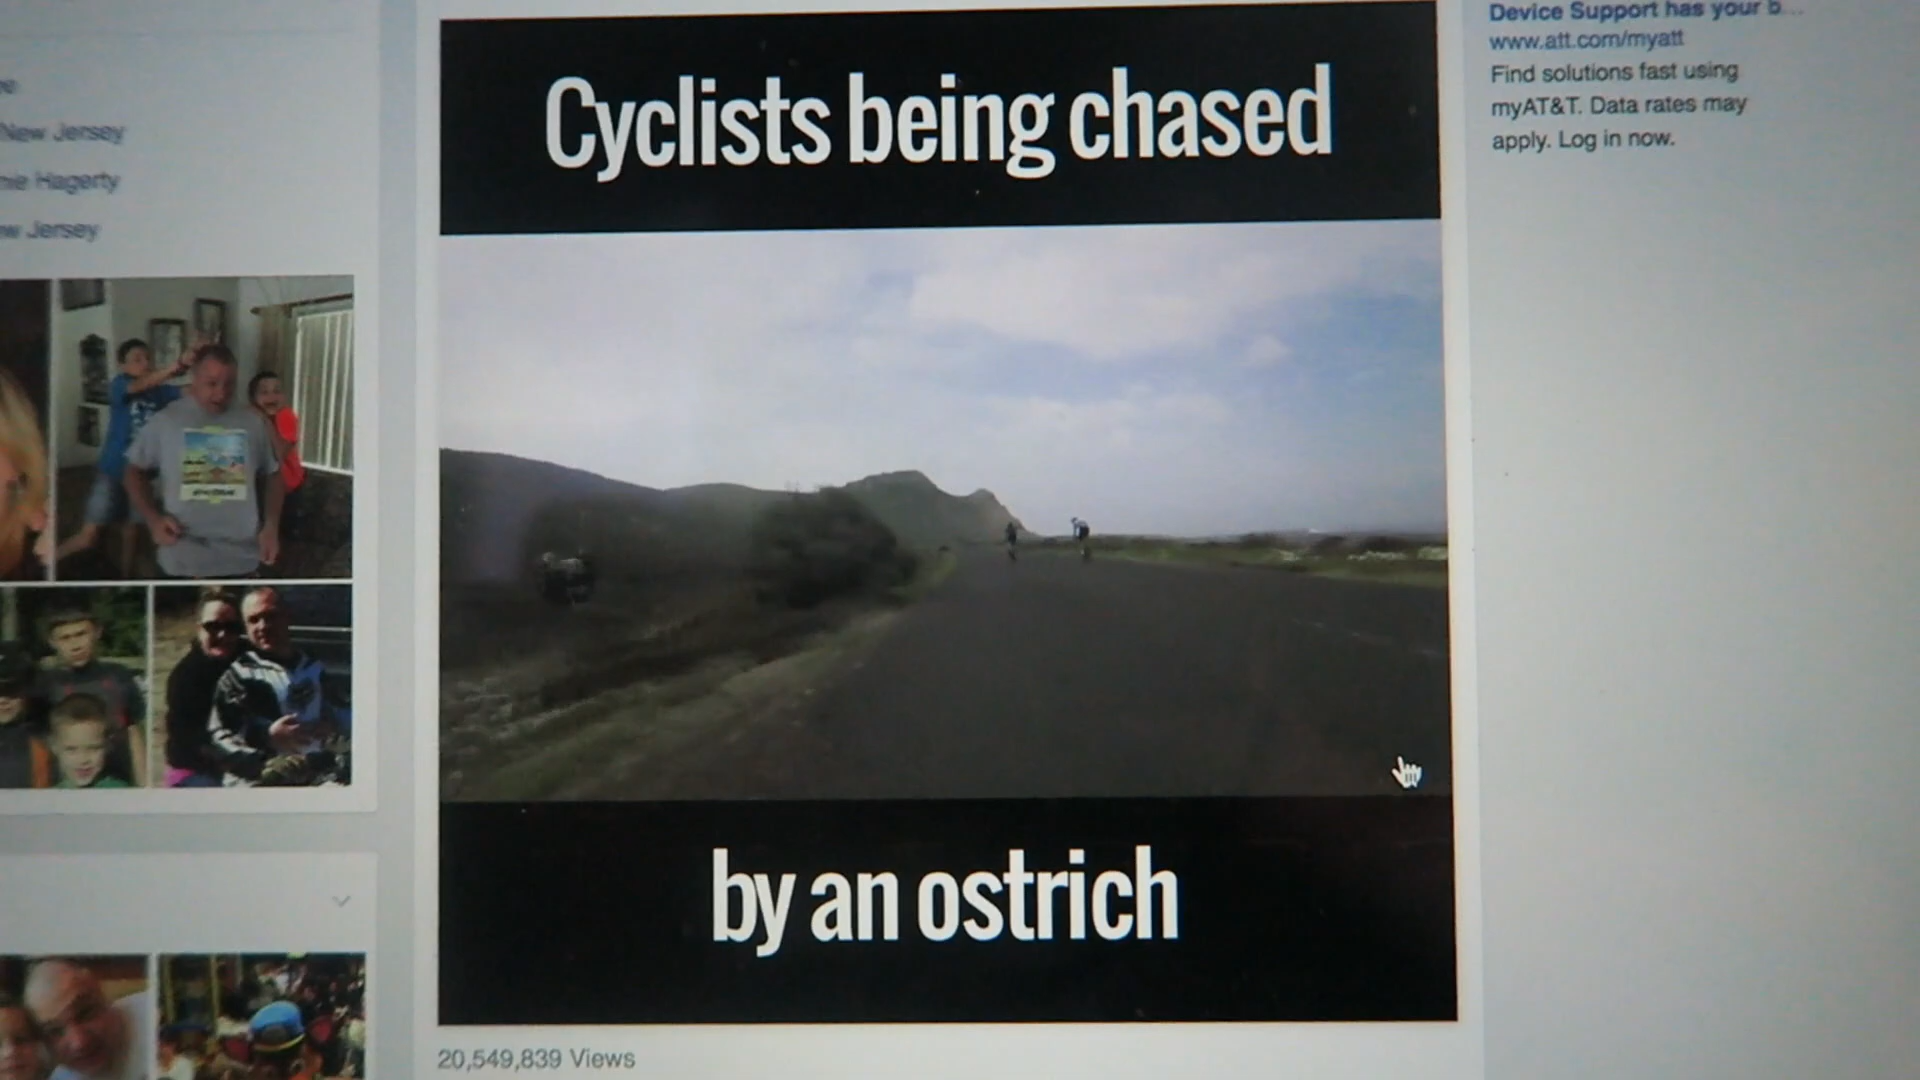 Device Support has your b...
www.att.com/myatt
Find solutions fast using
myAT&T. Data rates may
apply. Log in now.
New Jersey
Hagerty
Jersey
Cyclists being chased
by an ostrich
20,549,839 Views